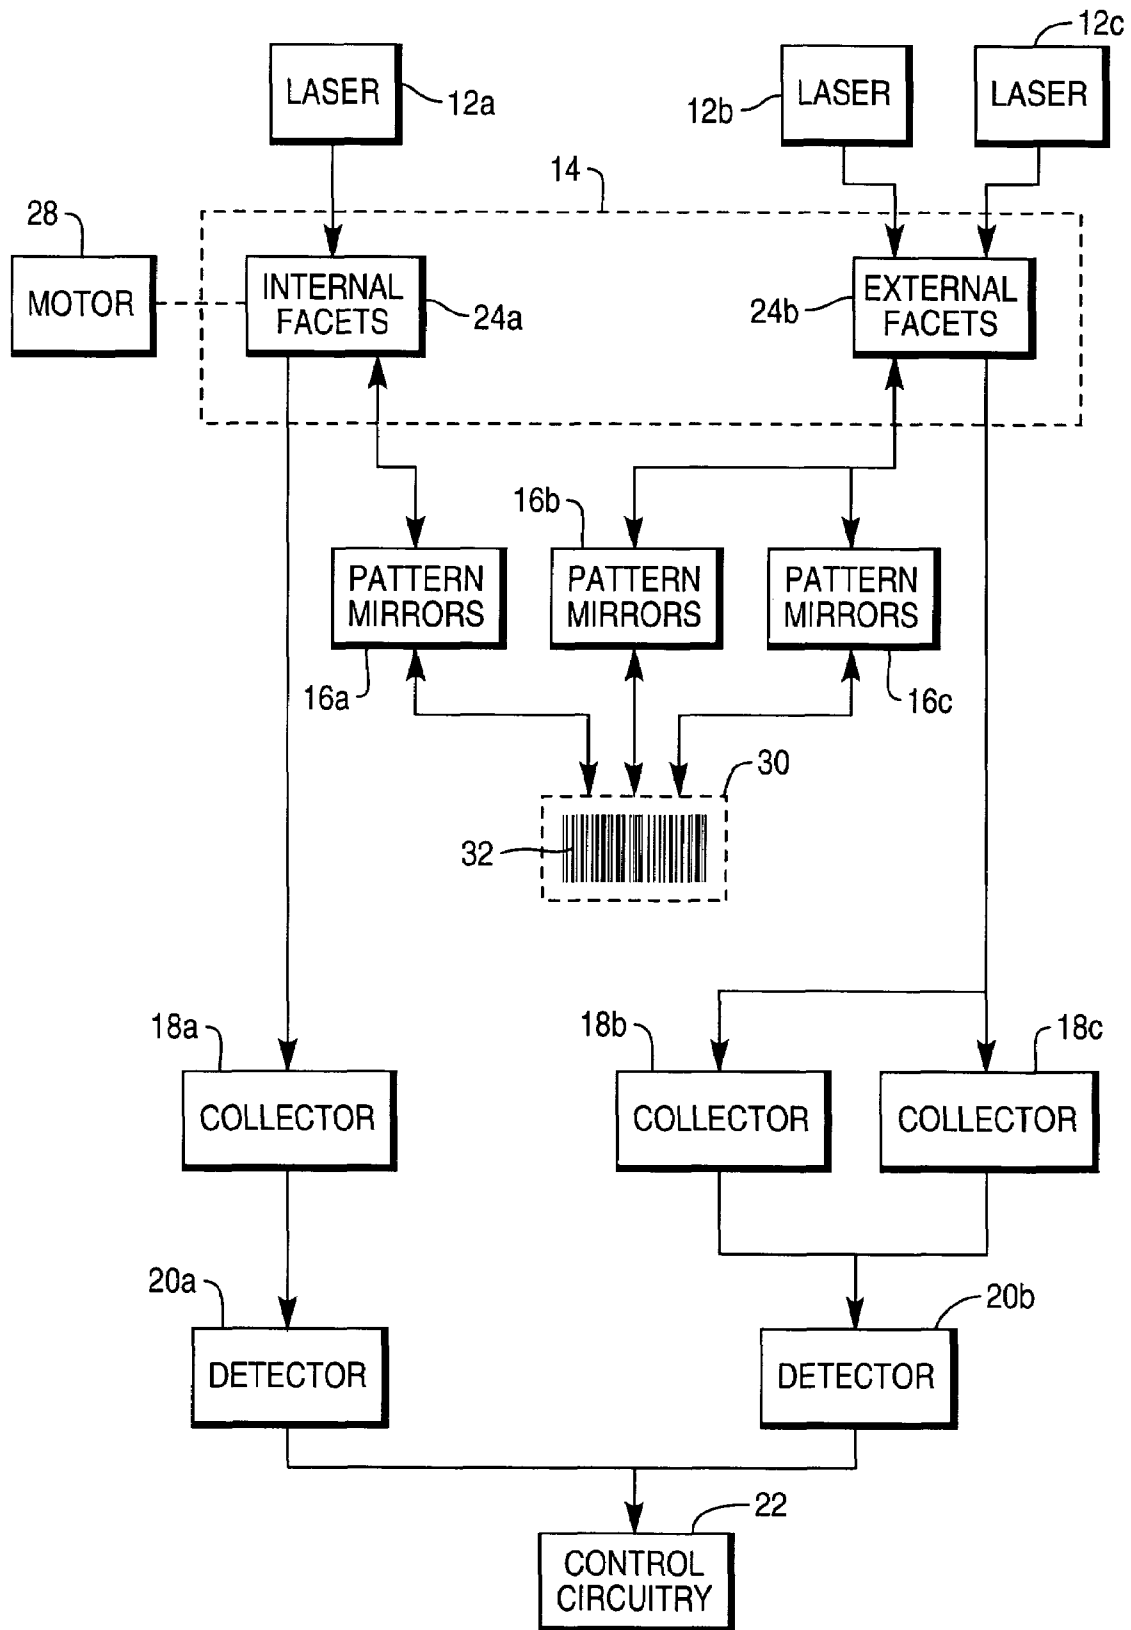 12c
LASER
12a
LASER
12b
LASER
14
28
MOTOR
INTERNAL
FACETS
24a
24b
EXTERNAL
FACETS
16b
PATTERN
MIRRORS
PATTERN
MIRRORS
PATTERN
MIRRORS
16a
16c
30
32
18a
18b
18c
COLLECTOR
COLLECTOR
COLLECTOR
20a
20b
DETECTOR
DETECTOR
22
CONTROL
CIRCUITRY